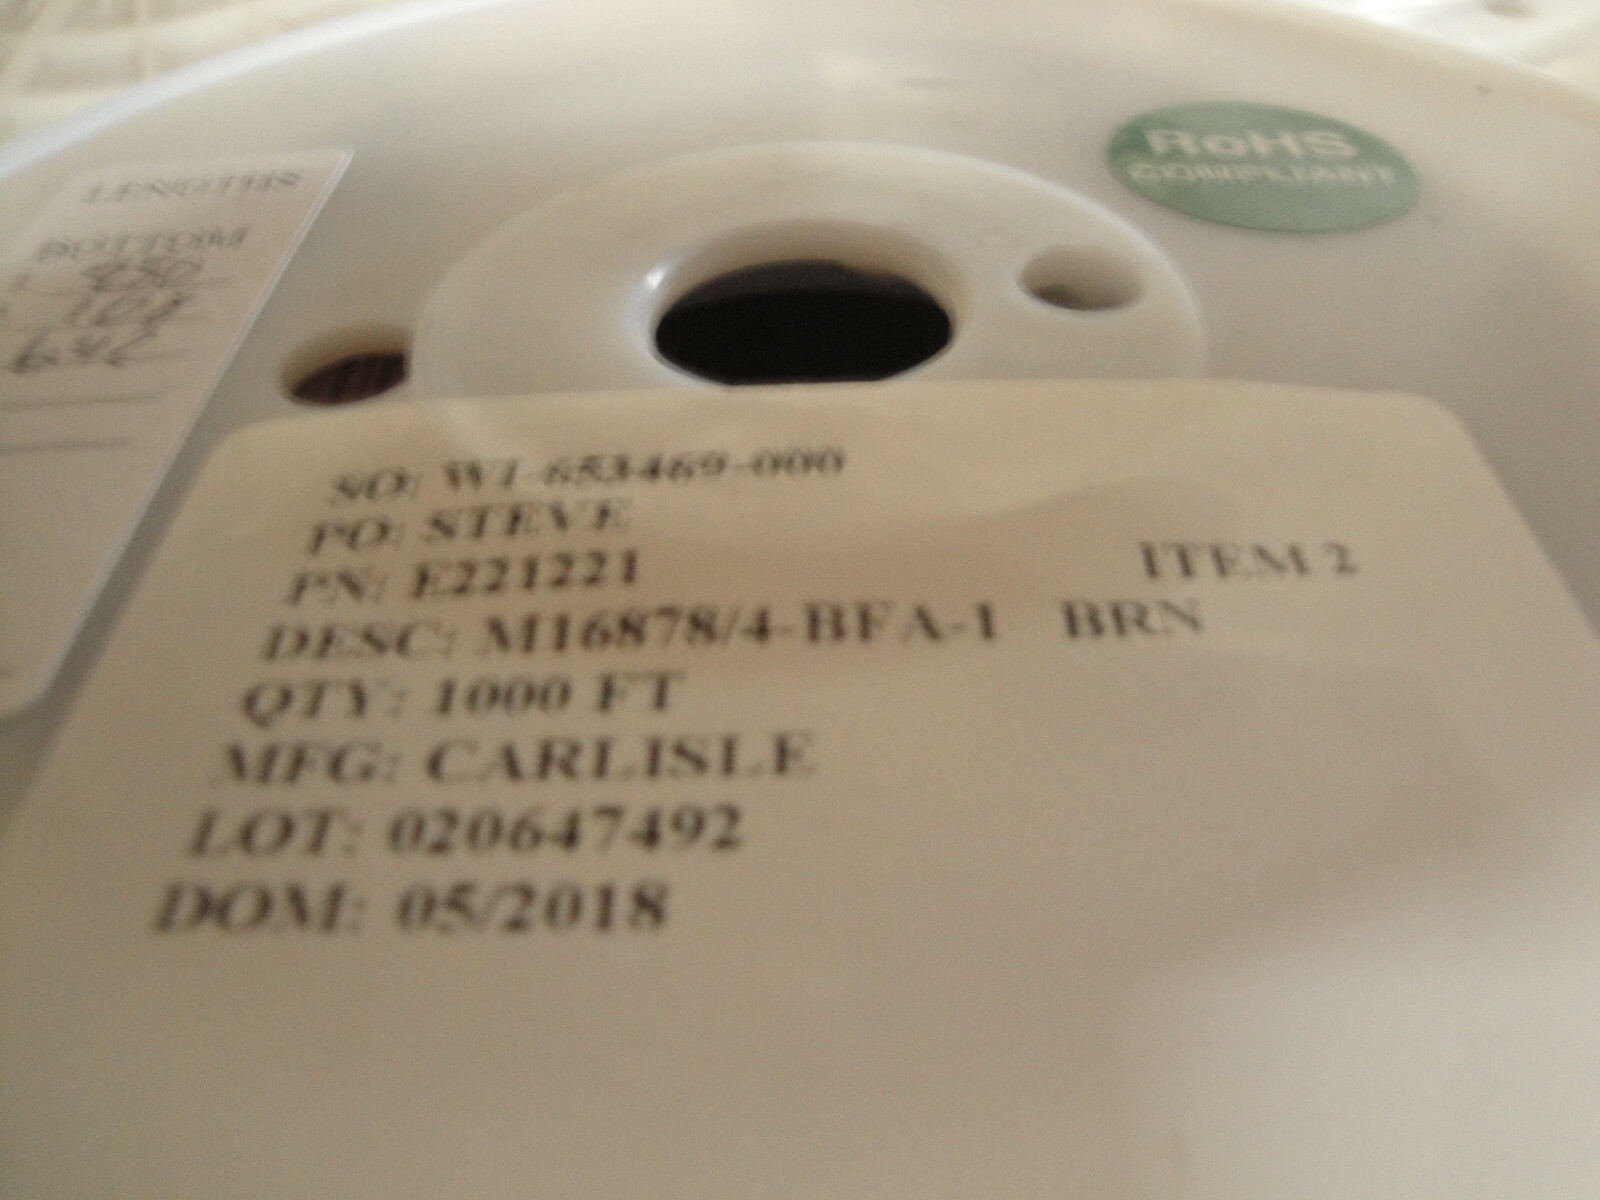 RoHS
COMPLIANT
LENGTHS
BOTTOM
SO: WI-653469-000
PO: STEVE
PN: E221221
ITEM 2
DESC: M16878/4-BFA-1 BRN
QTY: 1000 FT
MFG: CARLISLE
LOT: 020647492
DOM: 05/2018